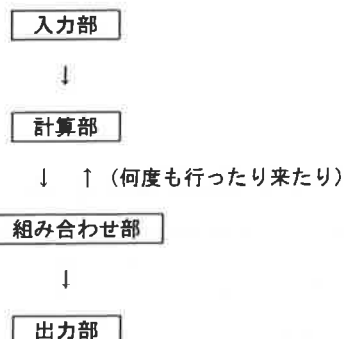 入力部
↓
計算部
↓ ↑ (何度も行ったり来たり)
組み合わせ部
↓
出力部